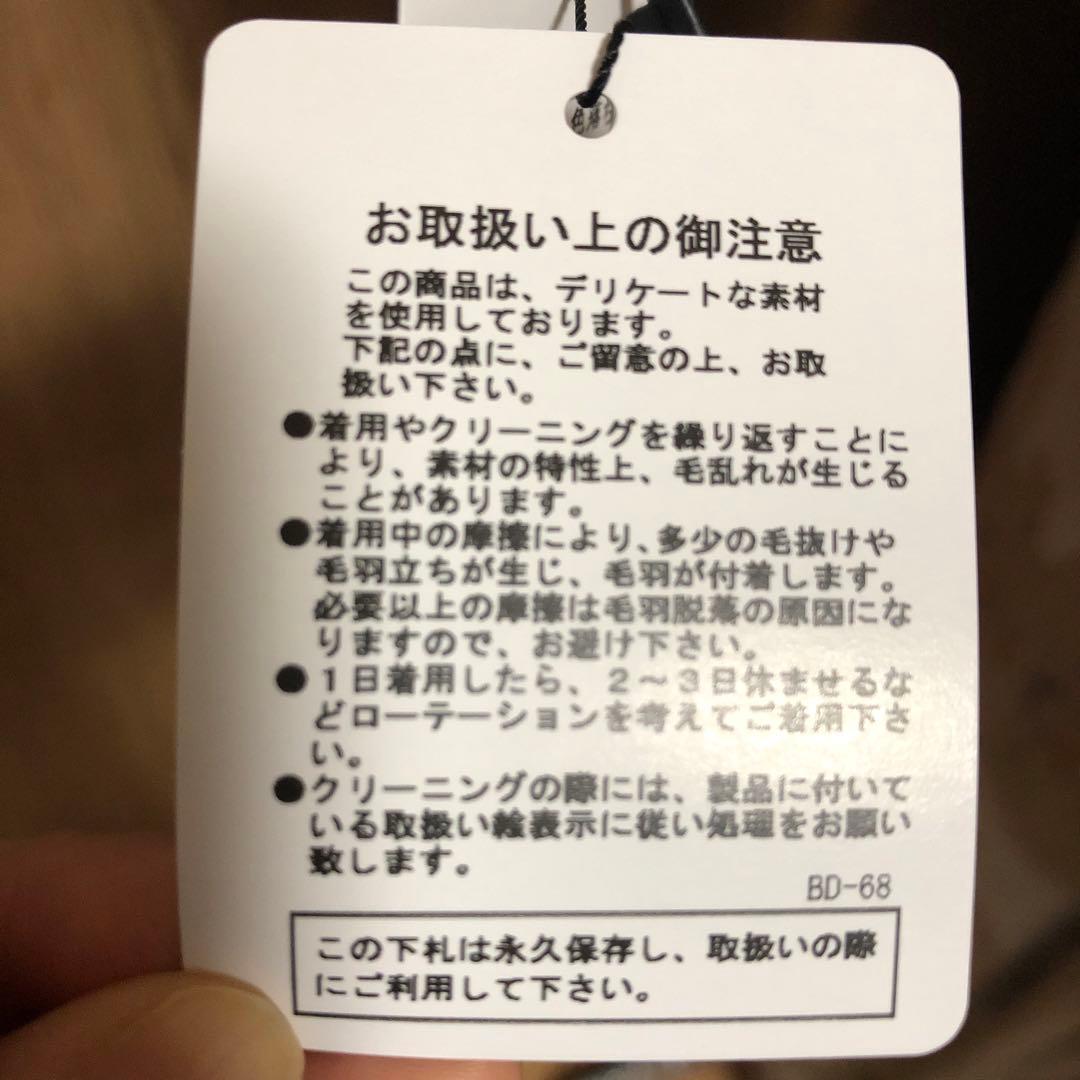 お取扱い上の御注意
この商品は、デリケートな素材
を使用しております。
下記の点に、ご留意の上、お取
扱い下さい。
●着用やクリーニングを繰り返すことに
より、素材の特性上、毛乱れが生じる
ことがあります。
●着用中の摩擦により、多少の毛抜けや
毛羽立ちが生じ、毛羽が付着します。
必要以上の摩擦は毛羽脱落の原因にな
りますので、お避け下さい。
●1日着用したら、2～3日休ませるな
どローテーションを考えてご着用下さ
い。
●クリーニングの際には、製品に付いて
いる取扱い絵表示に従い処理をお願い
致します。
BD-68
この下札は永久保存し、取扱いの際
にご利用して下さい。